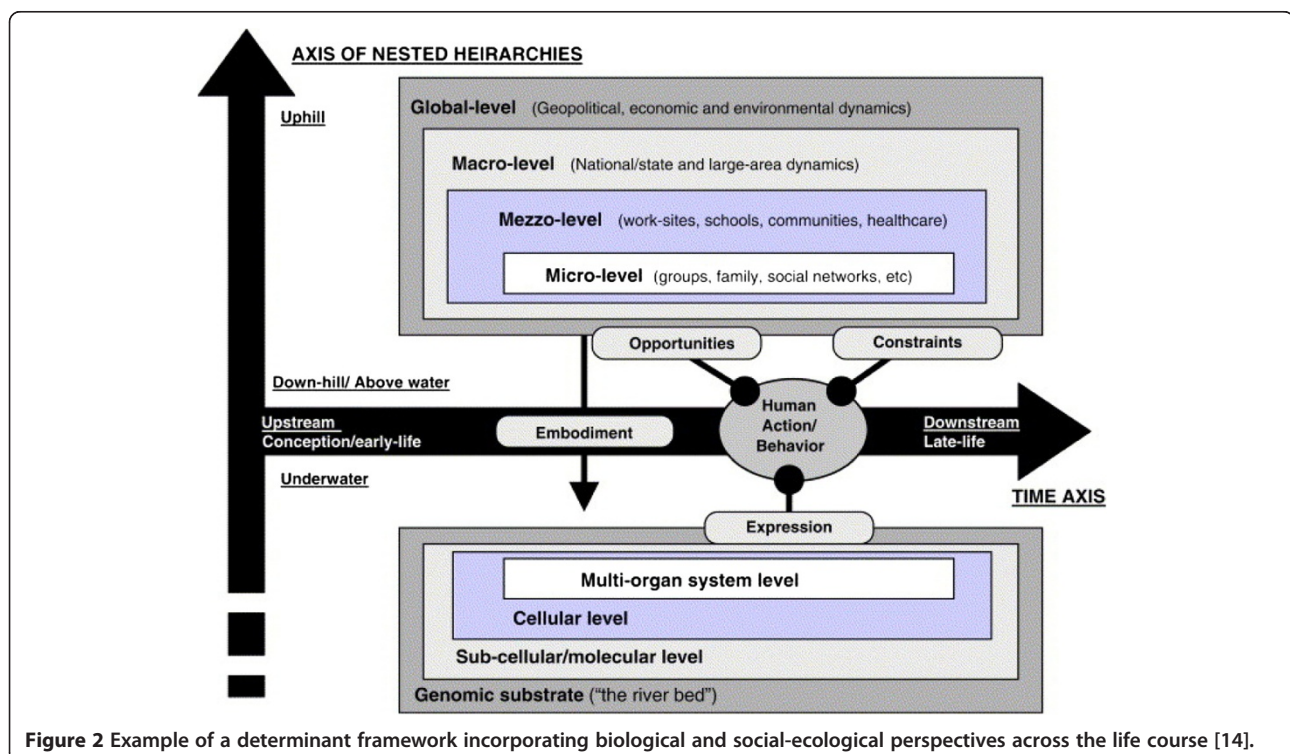 AXIS OF NESTED HEIRARCHIES
Uphill
Global-level (Geopolitical, economic and environmental dynamics)
Macro-level (National/state and large-area dynamics)
Mezzo-level (work-sites, schools, communities, healthcare)
Micro-level (groups, family, social networks, etc)
Opportunities
Constraints
Down-hill/ Above water
Upstream
Conception/early-life
Embodiment
Human
Action/
Behavior
Downstream
Late-life
Underwater
TIME AXIS
Expression
Multi-organ system level
Cellular level
Sub-cellular/molecular level
Genomic substrate (“the river bed”)
Figure 2 Example of a determinant framework incorporating biological and social-ecological perspectives across the life course [14].